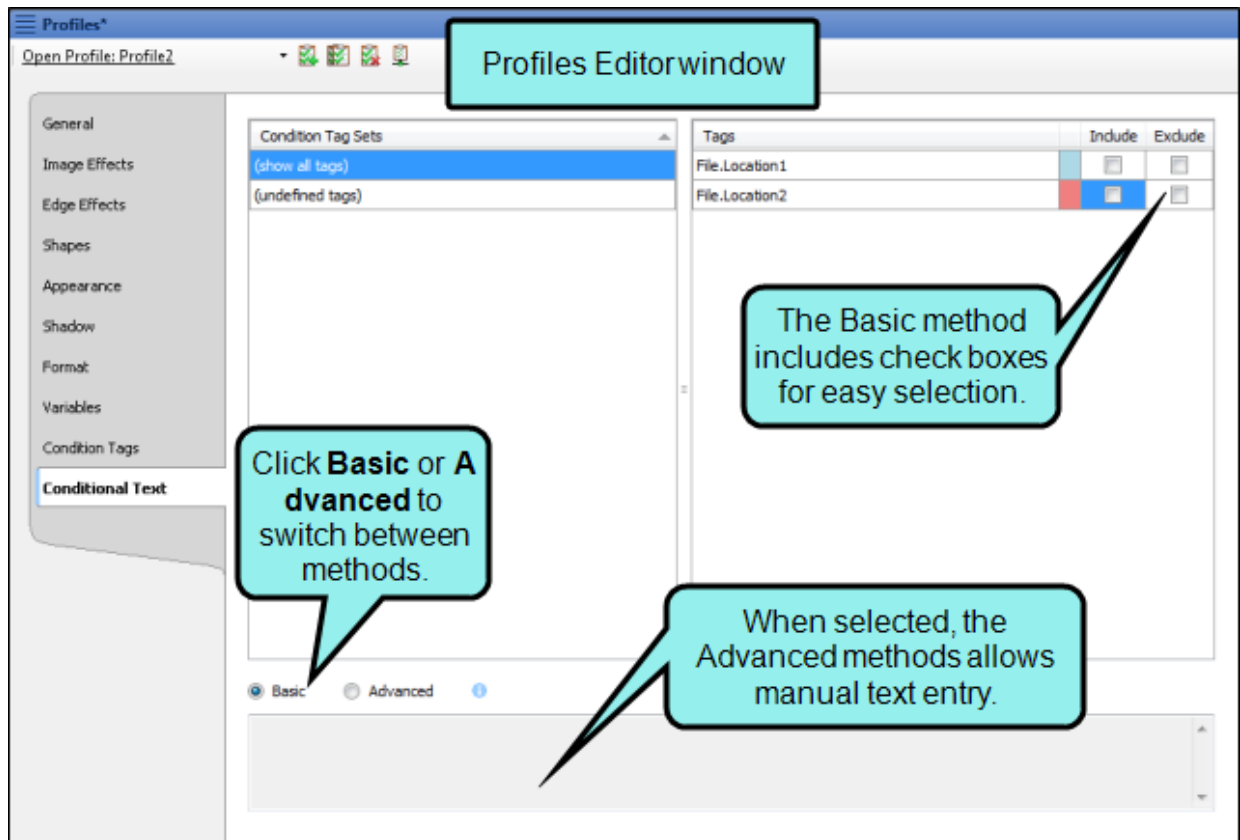 Profiles*
Open Profile: Profile2
Profiles Editor window
General
Image Effects
Edge Effects
Shapes
Appearance
Shadow
Format
Variables
Condition Tags
Conditional Text
Condition Tag Sets
(show all tags)
(undefined tags)
Tags Include Exclude
File.Location1
File.Location2
The Basic method
includes check boxes
for easy selection.
Click Basic or A
dvanced to
switch between
methods.
When selected, the
Advanced methods allows
manual text entry.
Basic Advanced